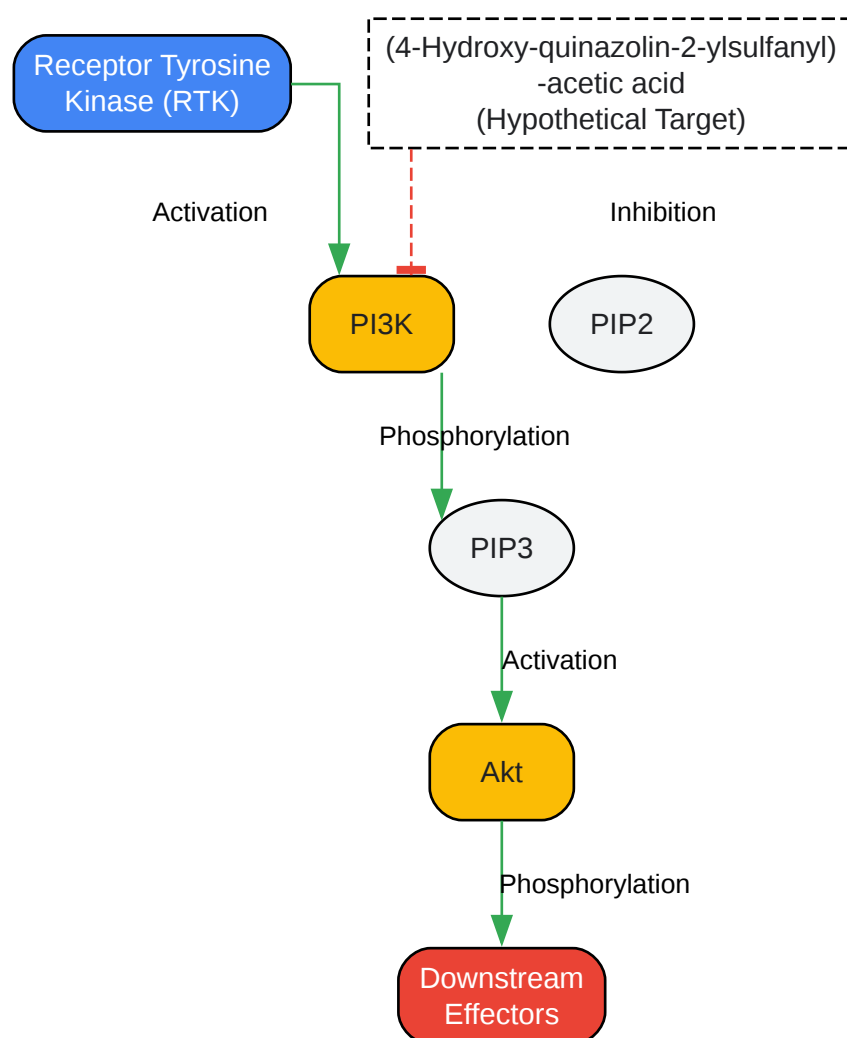 Receptor Tyrosine
Kinase (RTK)
(4-Hydroxy-quinazolin-2-ylsulfanyl)
-acetic acid
(Hypothetical Target)
Activation
Inhibition
PI3K
PIP2
Phosphorylation
PIP3
Activation
Akt
Phosphorylation
Downstream
Effectors